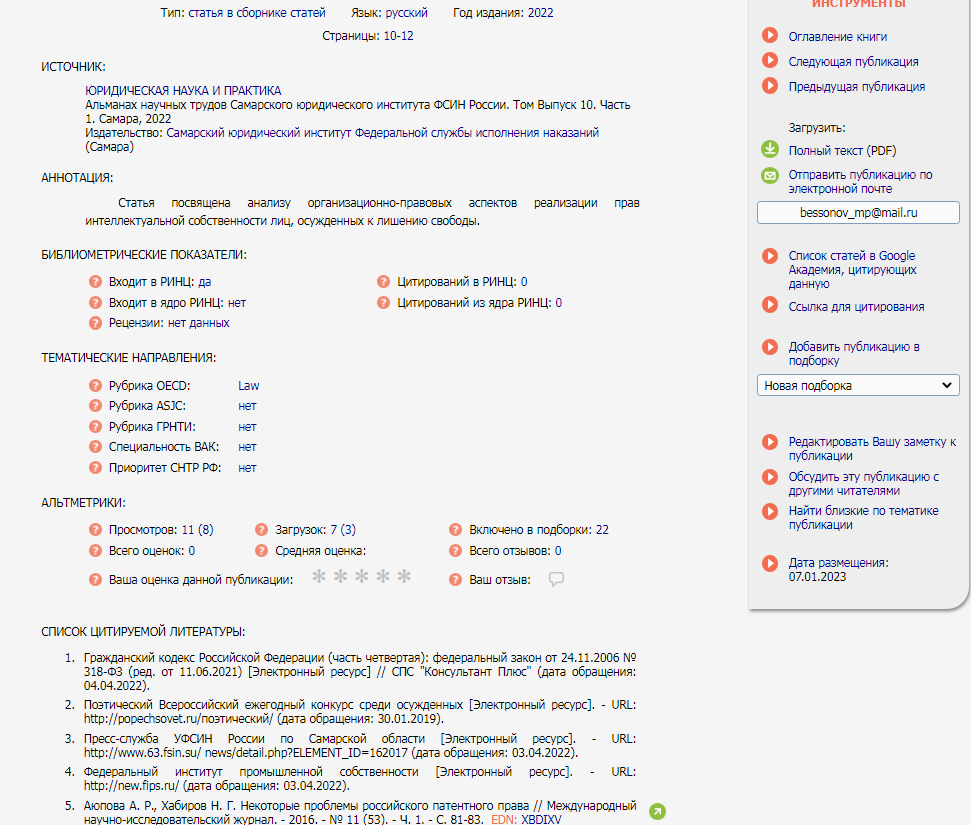 Тип: статья в сборнике статей Язык: русский Год издания: 2022
Страницы: 10-12
ИСТОЧНИК:
ЮРИДИЧЕСКАЯ НАУКА И ПРАКТИКА
Альманах научных трудов Самарского юридического института ФСИН России. Том Выпуск 10. Часть
1. Самара, 2022
Издательство: Самарский юридический институт Федеральной службы исполнения наказаний
(Самара)
АННОТАЦИЯ:
Статья посвящена анализу организационно-правовых аспектов реализации прав
интеллектуальной собственности лиц, осужденных к лишению свободы.
БИБЛИОМЕТРИЧЕСКИЕ ПОКАЗАТЕЛИ:
Входит в РИНЦ: да Цитирований в РИНЦ: 0
Входит в ядро РИНЦ: нет Цитирований из ядра РИНЦ: 0
Рецензии: нет данных
ТЕМАТИЧЕСКИЕ НАПРАВЛЕНИЯ:
Рубрика OECD: Law
Рубрика ASJC: нет
Рубрика ГРНТИ: нет
Специальность ВАК: нет
Приоритет СНТР РФ: нет
АЛЬТМЕТРИКИ:
Просмотров: 11 (8) Загрузок: 7 (3) Включено в подборки: 22
Всего оценок: 0 Средняя оценка: Всего отзывов: 0
Ваша оценка данной публикации: Ваш отзыв:
СПИСОК ЦИТИРУЕМОЙ ЛИТЕРАТУРЫ:
1. Гражданский кодекс Российской Федерации (часть четвертая): федеральный закон от 24.11.2006 №
318-ФЗ (ред. от 11.06.2021) [Электронный ресурс] // СПС "Консультант Плюс" (дата обращения:
04.04.2022).
2. Поэтический Всероссийский ежегодный конкурс среди осужденных [Электронный ресурс]. - URL:
http://popechsovet.ru/поэтический/ (дата обращения: 30.01.2019).
3. Пресс-служба УФСИН России по Самарской области [Электронный ресурс]. - URL:
http://www.63.fsin.su/ news/detail.php?ELEMENT_ID=162017 (дата обращения: 03.04.2022).
4. Федеральный институт промышленной собственности [Электронный ресурс]. - URL:
http://new.fips.ru/ (дата обращения: 03.04.2022).
5. Аюпова А. Р., Хабиров Н. Г. Некоторые проблемы российского патентного права // Международный
научно-исследовательский журнал. - 2016. - № 11 (53). - Ч. 1. - С. 81-83. EDN: XBDIXV
ИНСТРУМЕНТЫ
Оглавление книги
Следующая публикация
Предыдущая публикация
Загрузить:
Полный текст (PDF)
Отправить публикацию по
электронной почте
bessonov_mp@mail.ru
Список статей в Google
Академия, цитирующих
данную
Ссылка для цитирования
Добавить публикацию в
подборку
Новая подборка
Редактировать Вашу заметку к
публикации
Обсудить эту публикацию с
другими читателями
Найти близкие по тематике
публикации
Дата размещения:
07.01.2023